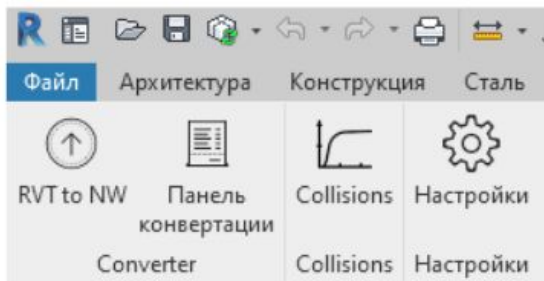 Файл Архитектура Конструкция Сталь
RVT to NW Панель конвертации Collisions Настройки
Converter Collisions Настройки